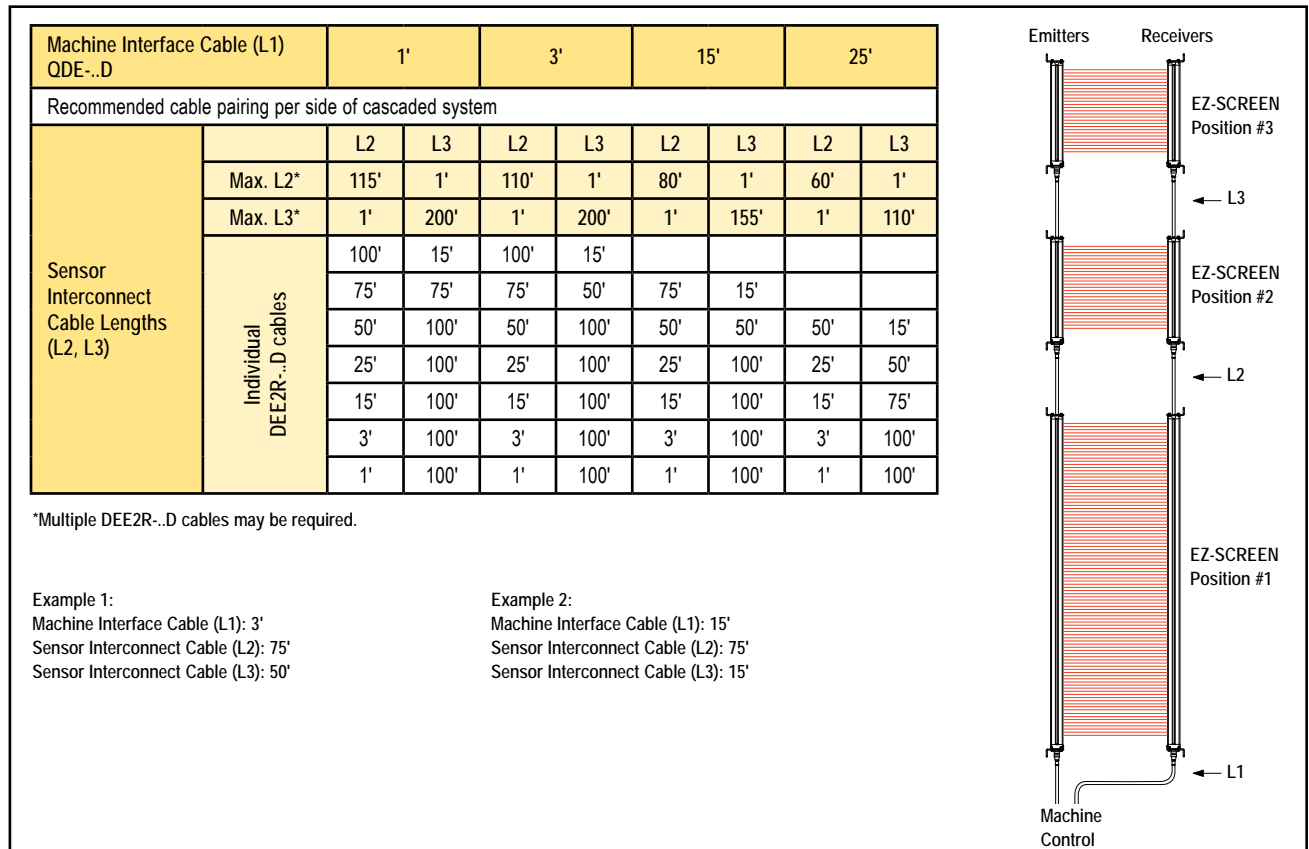 Machine Interface Cable (L1)
QDE-..D
1' 3' 15' 25'
Recommended cable pairing per side of cascaded system
Sensor
Interconnect
Cable Lengths
(L2, L3)
L2 L3 L2 L3 L2 L3 L2 L3
Max. L2* 115' 1' 110' 1' 80' 1' 60' 1'
Max. L3* 1' 200' 1' 200' 1' 155' 1' 110'
Individual
DEE2R-..D cables
100' 15' 100' 15'
75' 75' 75' 50' 75' 15'
50' 100' 50' 100' 50' 50' 50' 15'
25' 100' 25' 100' 25' 100' 25' 50'
15' 100' 15' 100' 15' 100' 15' 75'
3' 100' 3' 100' 3' 100' 3' 100'
1' 100' 1' 100' 1' 100' 1' 100'
*Multiple DEE2R-..D cables may be required.
Example 1:
Machine Interface Cable (L1): 3'
Sensor Interconnect Cable (L2): 75'
Sensor Interconnect Cable (L3): 50'
Example 2:
Machine Interface Cable (L1): 15'
Sensor Interconnect Cable (L2): 75'
Sensor Interconnect Cable (L3): 15'
Emitters Receivers
EZ-SCREEN
Position #3
L3
EZ-SCREEN
Position #2
L2
EZ-SCREEN
Position #1
L1
Machine
Control